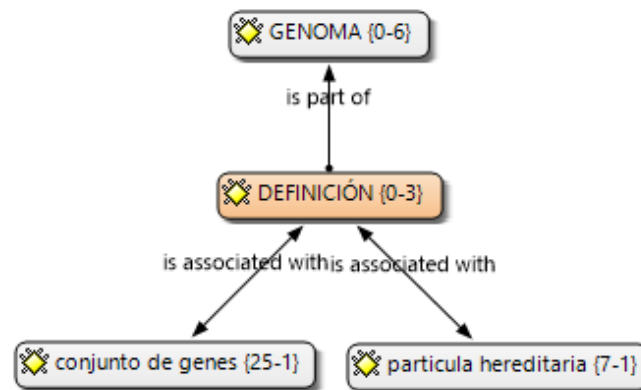 GENOMA {0-6}
is part of
DEFINICIÓN {0-3}
is associated with
is associated with
conjunto de genes {25-1}
particula hereditaria {7-1}